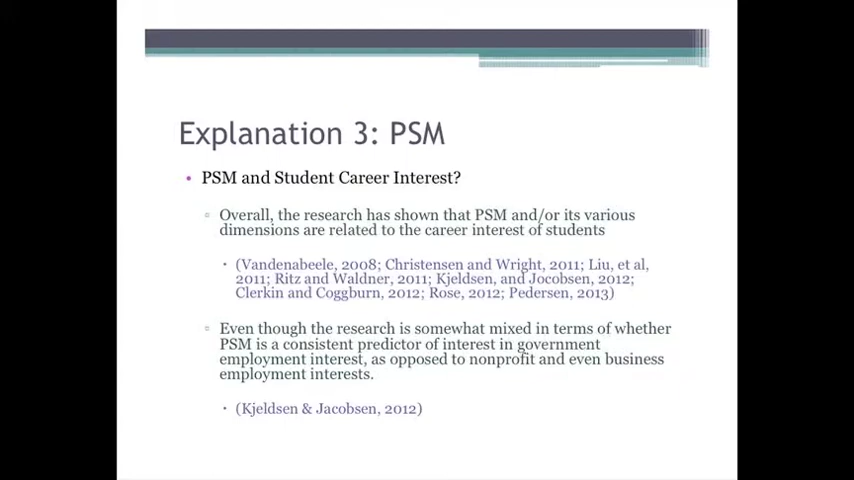 Explanation 3: PSM
• PSM and Student Career Interest?
▫ Overall, the research has shown that PSM and/or its various
dimensions are related to the career interest of students
▪ (Vandenabeele, 2008; Christensen and Wright, 2011; Liu, et al,
2011; Ritz and Waldner, 2011; Kjeldsen, and Jocobsen, 2012;
Clerkin and Coggburn, 2012; Rose, 2012; Pedersen, 2013)
▫ Even though the research is somewhat mixed in terms of whether
PSM is a consistent predictor of interest in government
employment interest, as opposed to nonprofit and even business
employment interests.
▪ (Kjeldsen & Jacobsen, 2012)